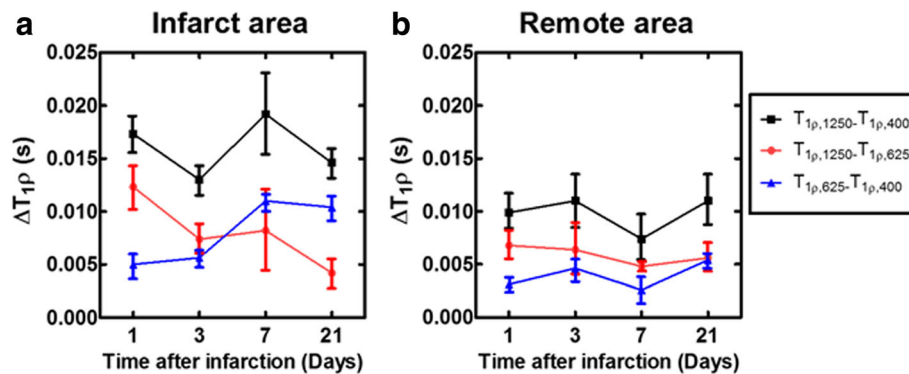 a Infarct area
b Remote area
0.025
0.020
0.015
0.010
0.005
0.000
ΔT₁ρ (s)
1 3 7 21
Time after infarction (Days)
0.025
0.020
0.015
0.010
0.005
0.000
ΔT₁ρ (s)
1 3 7 21
Time after infarction (Days)
T₁ρ,₁₂₅₀-T₁ρ,₄₀₀
T₁ρ,₁₂₅₀-T₁ρ,₆₂₅
T₁ρ,₆₂₅-T₁ρ,₄₀₀